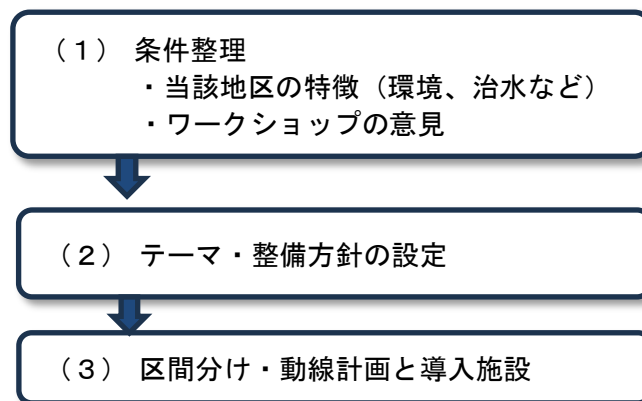 （１） 条件整理
・当該地区の特徴（環境、治水など）
・ワークショップの意見
（２） テーマ・整備方針の設定
（３） 区間分け・動線計画と導入施設